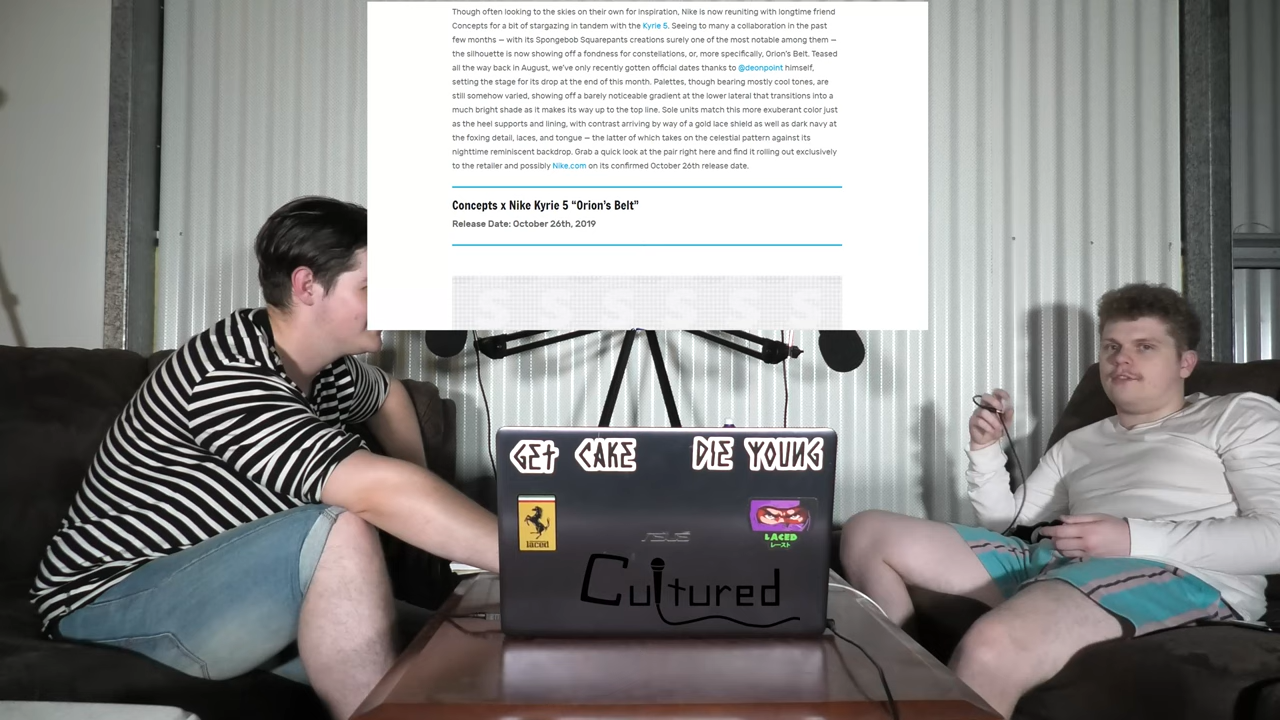 Though often looking to the skies on their own for inspiration, Nike is now reuniting with longtime friend
Concepts for a bit of stargazing in tandem with the Kyrie 5. Seeing to many a collaboration in the past
few months — with its Spongebob Squarepants creations surely one of the most notable among them —
the silhouette is now showing off a fondness for constellations, or, more specifically, Orion's Belt. Teased
all the way back in August, we've only recently gotten official dates thanks to @deonpoint himself,
setting the stage for its drop at the end of this month. Palettes, though bearing mostly cool tones, are
still somehow varied, showing off a barely noticeable gradient at the lower lateral that transitions into a
much bright shade as it makes its way up to the top line. Sole units match this more exuberant color just
as the heel supports and lining, with contrast arriving by way of a gold lace shield as well as dark navy at
the foxing detail, laces, and tongue — the latter of which takes on the celestial pattern against its
nighttime reminiscent backdrop. Grab a quick look at the pair right here and find it rolling out exclusively
to the retailer and possibly Nike.com on its confirmed October 26th release date.
Concepts x Nike Kyrie 5 “Orion's Belt”
Release Date: October 26th, 2019
S S S S S
GET CAKE DIE YOUNG
laced
LACED
レースト
ASUS
Cultured